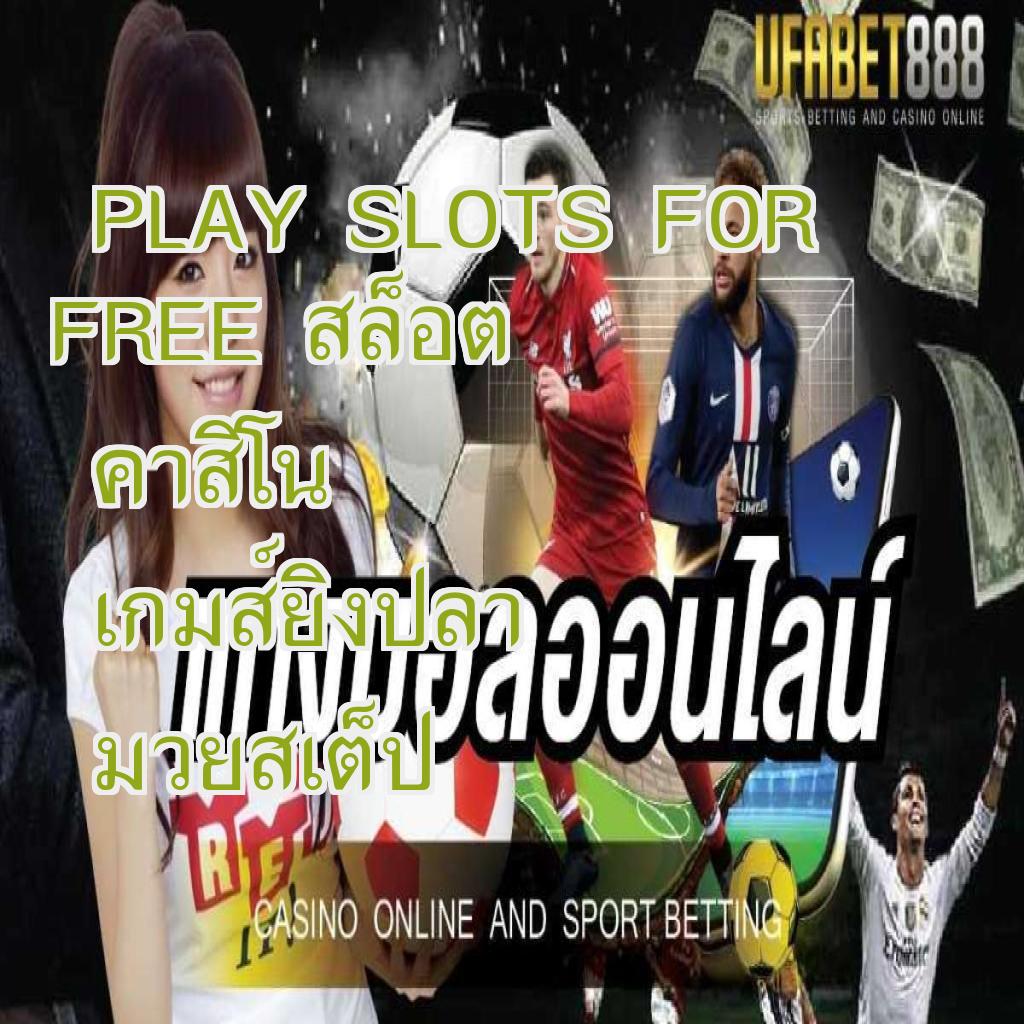 UFABET888
SPORTS BETTING AND CASINO ONLINE
PLAY SLOTS FOR
FREE สล็อต
คาสิโน
เกมส์ยิงปลา
แทงบอลออนไลน์
มวยสเต็ป
CASINO ONLINE AND SPORT BETTING